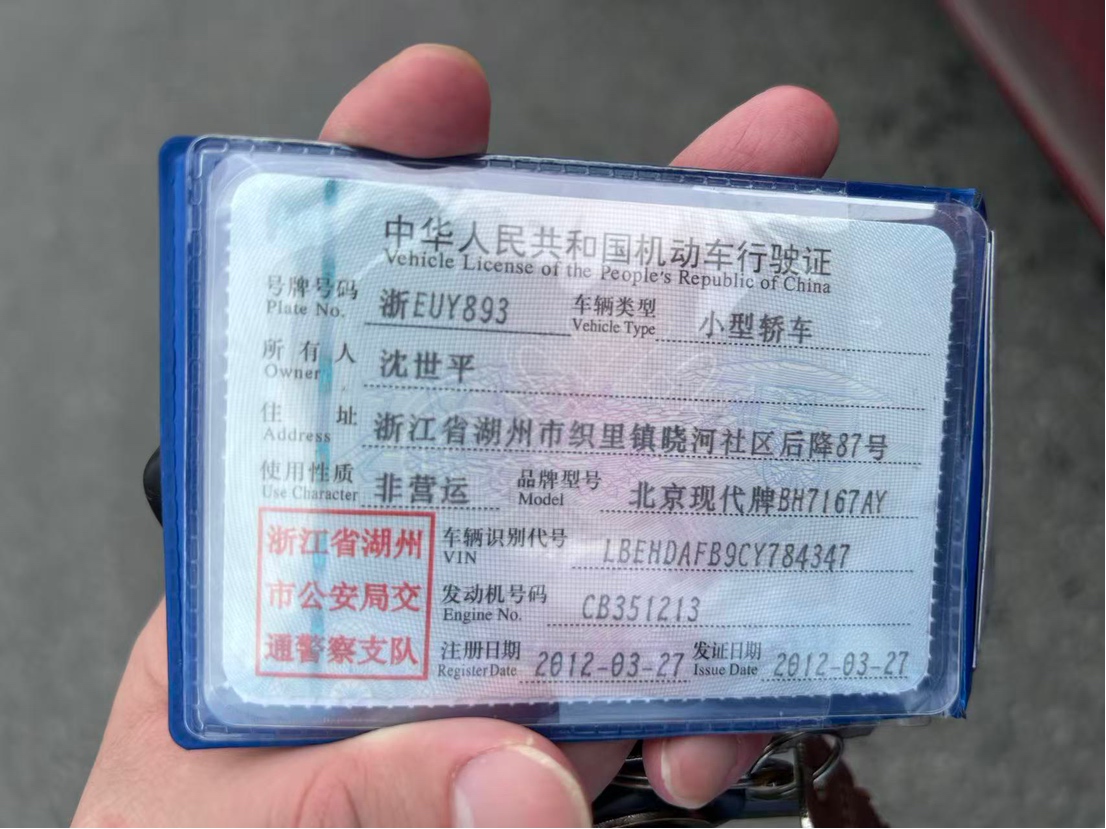 中华人民共和国机动车行驶证
Vehicle License of the People's Republic of China
号牌号码 浙EUY893 车辆类型 小型轿车
Plate No. Vehicle Type
所有人 沈世平
Owner
住址 浙江省湖州市织里镇晓河社区后降87号
Address
使用性质 非营运 品牌型号 北京现代牌BH7167AY
Use Character Model
浙江省湖州
市公安局交
通警察支队
车辆识别代号 LBEHDAFB9CY784347
VIN
发动机号码 CB351213
Engine No.
注册日期 2012-03-27 发证日期 2012-03-27
Register Date Issue Date